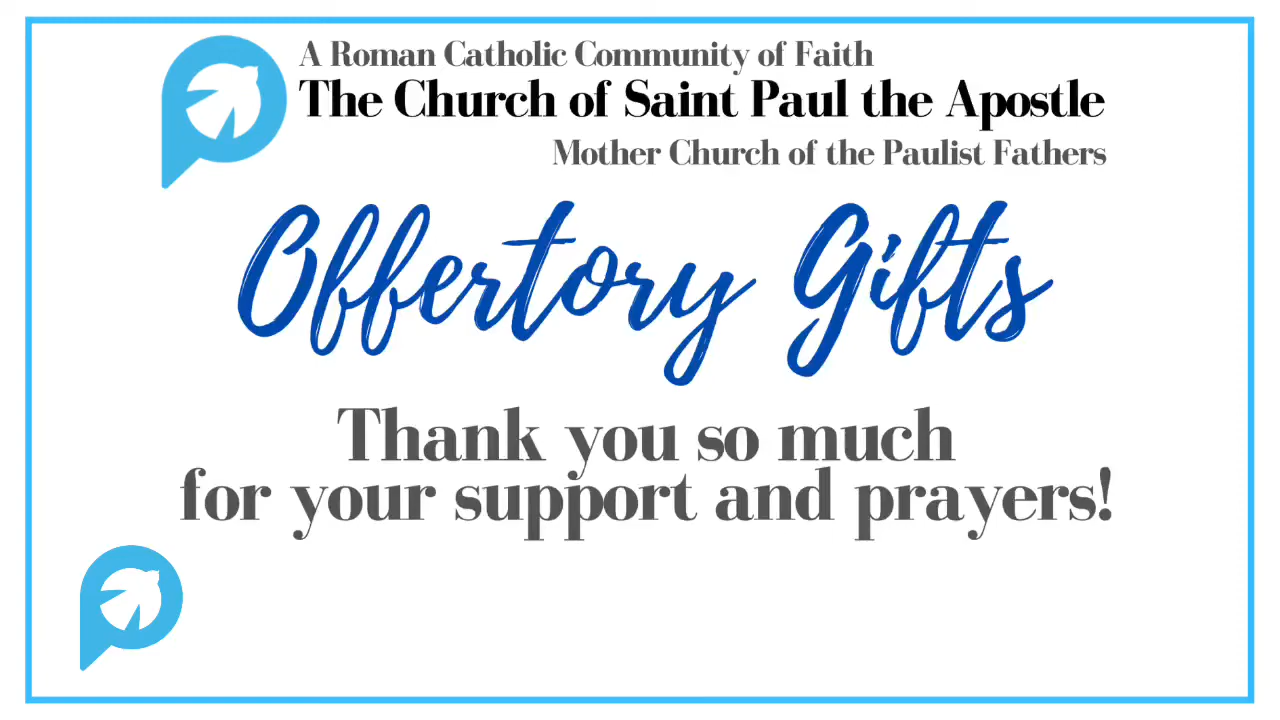 A Roman Catholic Community of Faith
The Church of Saint Paul the Apostle
Mother Church of the Paulist Fathers
Offertory Gifts
Thank you so much
for your support and prayers!